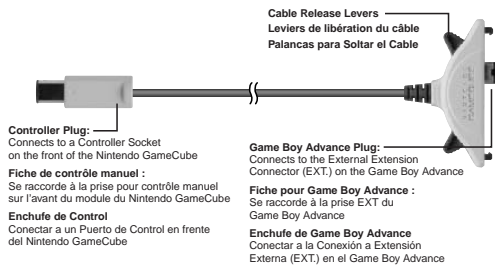 Cable Release Levers
Leviers de libération du câble
Palancas para Soltar el Cable
Controller Plug:
Connects to a Controller Socket
on the front of the Nintendo GameCube
Fiche de contrôle manuel :
Se raccorde à la prise pour contrôle manuel
sur l'avant du module du Nintendo GameCube
Enchufe de Control
Conectar a un Puerto de Control en frente
del Nintendo GameCube
Game Boy Advance Plug:
Connects to the External Extension
Connector (EXT.) on the Game Boy Advance
Fiche pour Game Boy Advance :
Se raccorde à la prise EXT du
Game Boy Advance
Enchufe de Game Boy Advance
Conectar a la Conexión a Extensión
Externa (EXT.) en el Game Boy Advance